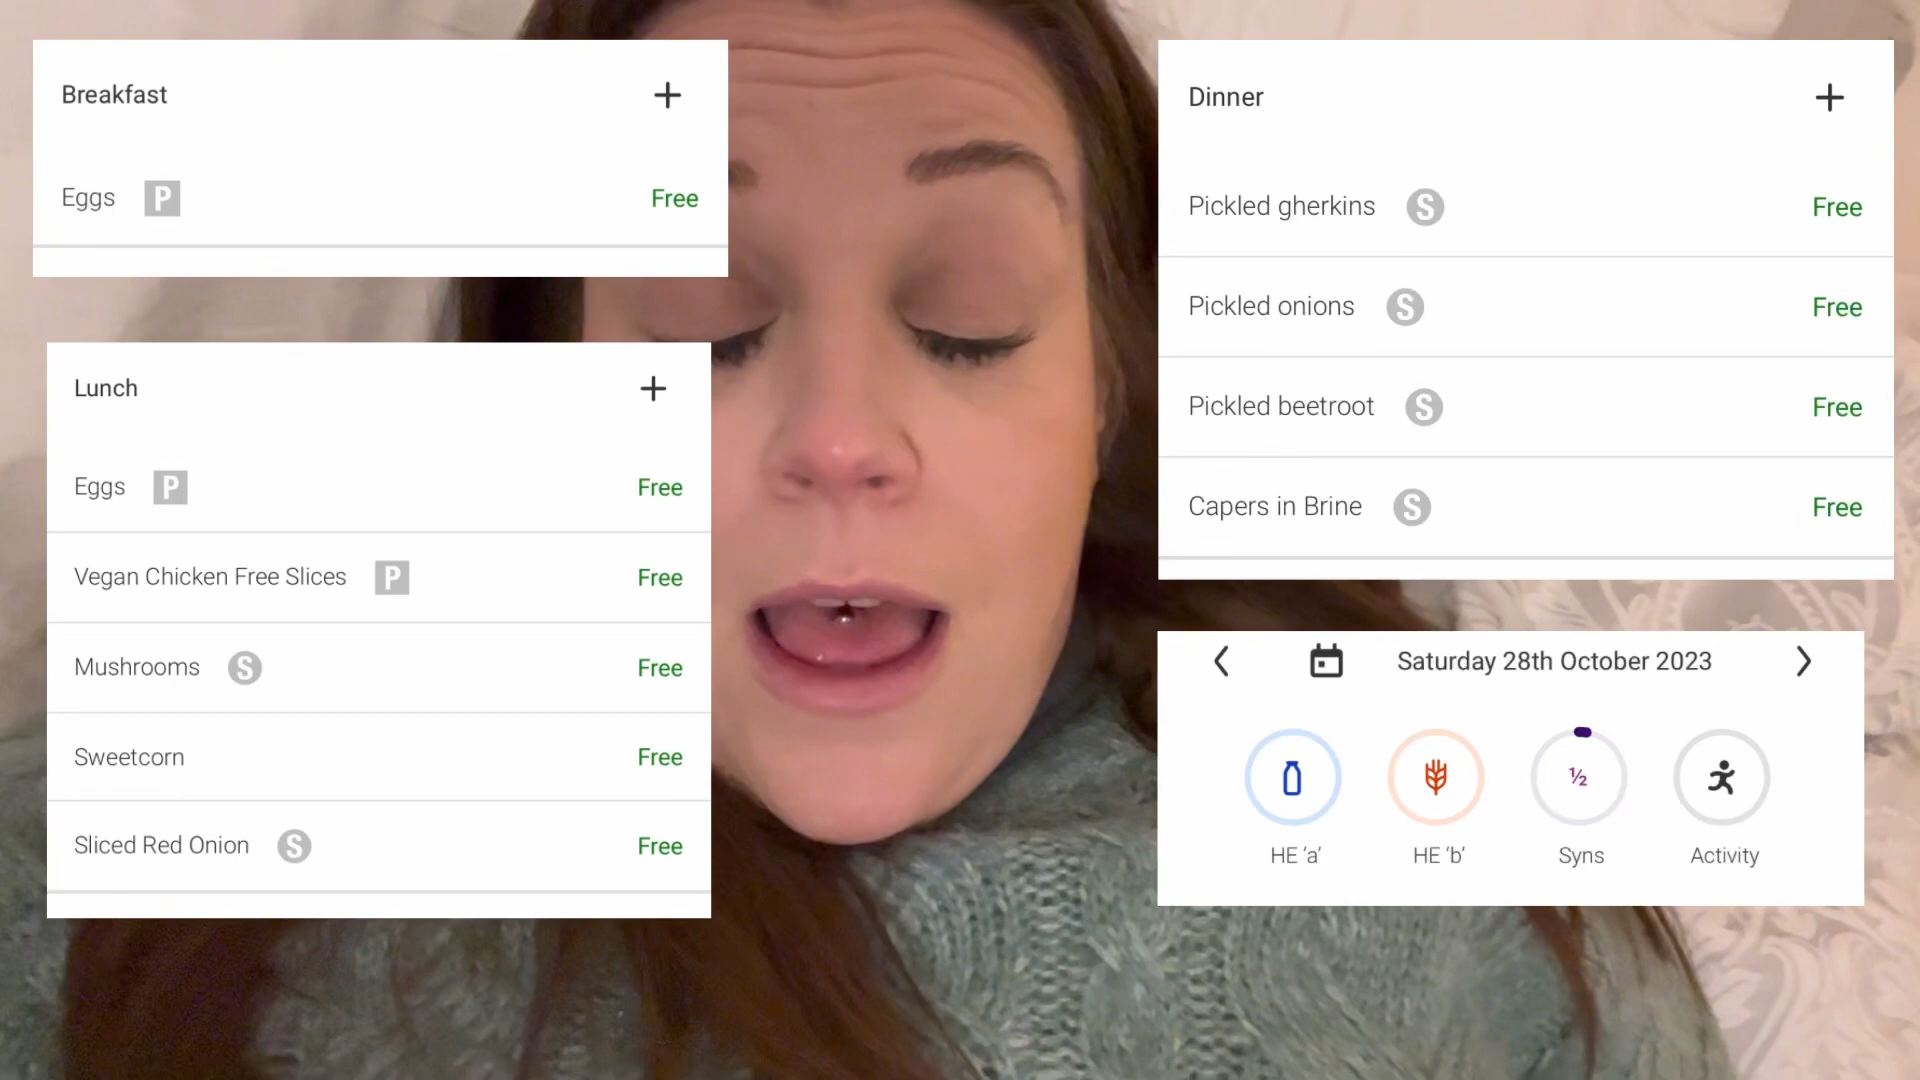 Breakfast +
Eggs P Free
Lunch +
Eggs P Free
Vegan Chicken Free Slices P Free
Mushrooms S Free
Sweetcorn Free
Sliced Red Onion S Free
Dinner +
Pickled gherkins S Free
Pickled onions S Free
Pickled beetroot S Free
Capers in Brine S Free
Saturday 28th October 2023
½
HE ‘a’ HE ‘b’ Syns Activity